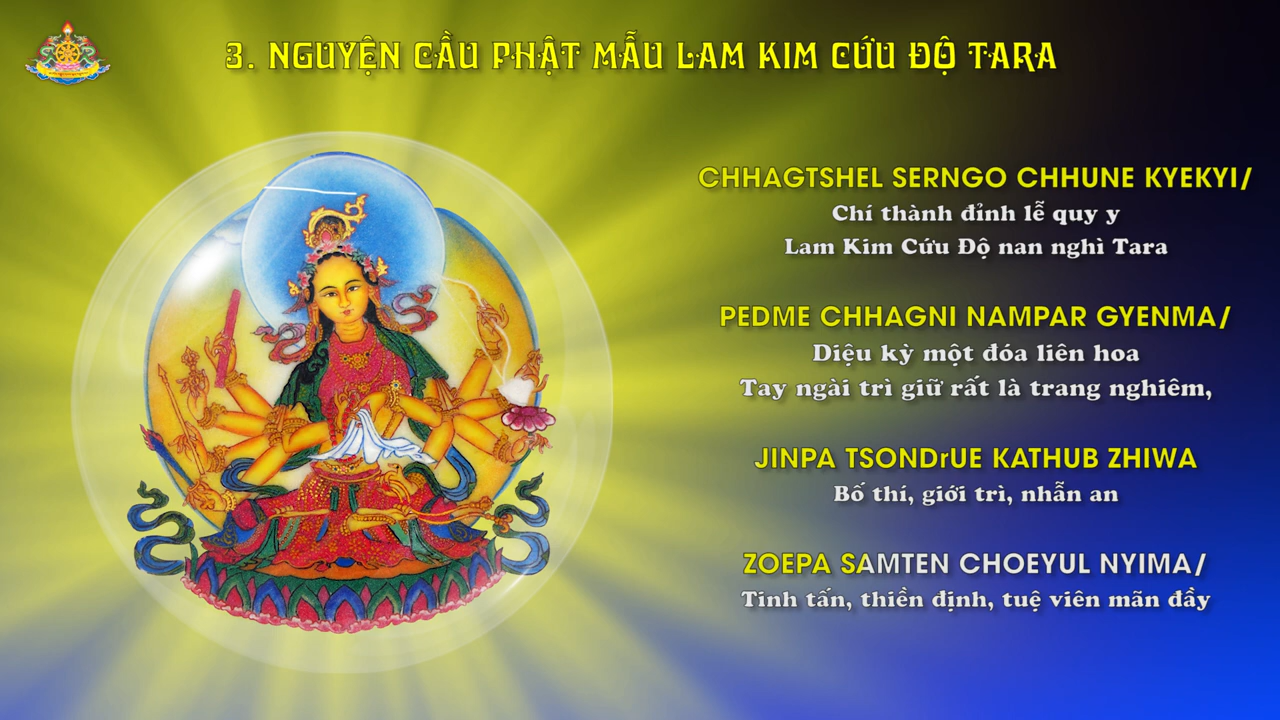 3. NGUYỆN CẦU PHẬT MẪU LAM KIM CỨU ĐỘ TARA
CHHAGTSHEL SERNGO CHHUNE KYEKYI/
Chí thành đỉnh lễ quy y
Lam Kim Cứu Độ nan nghì Tara
PEDME CHHAGNI NAMPAR GYENMA/
Diệu kỳ một đóa liên hoa
Tay ngài trì giữ rất là trang nghiêm,
JINPA TSONDrUE KATHUB ZHIWA
Bố thí, giới trì, nhẫn an
ZOEPA SAMTEN CHOEYUL NYIMA/
Tinh tấn, thiền định, tuệ viên mãn đầy